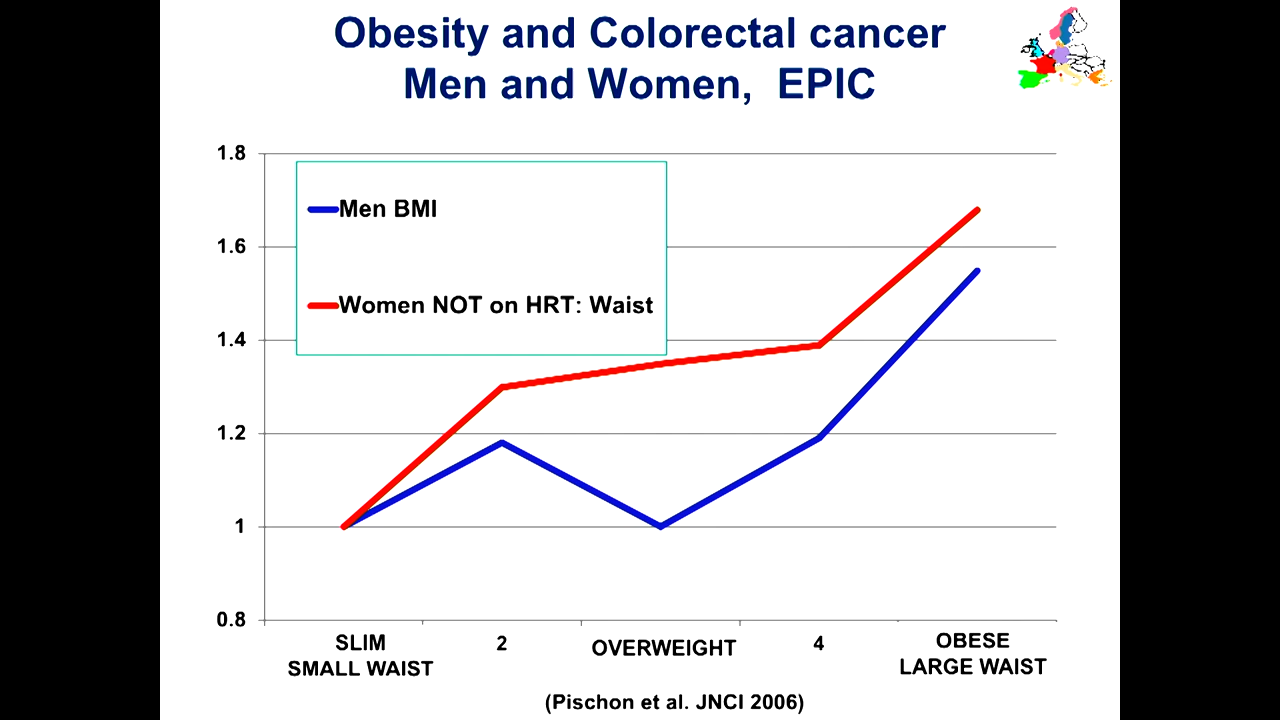 Obesity and Colorectal cancer
Men and Women, EPIC
1.8
Men BMI
1.6
Women NOT on HRT: Waist
1.4
1.2
1
0.8
SLIM
SMALL WAIST
2
OVERWEIGHT
4
OBESE
LARGE WAIST
(Pischon et al. JNCI 2006)